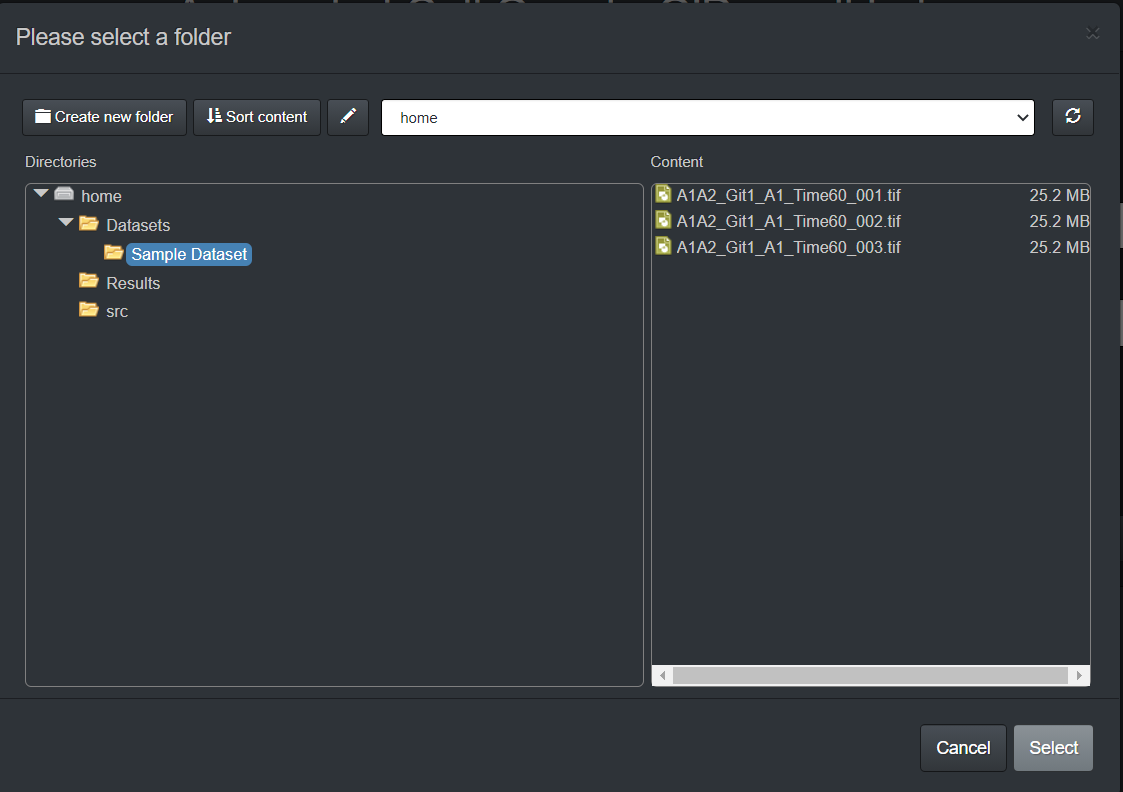 Please select a folder
Create new folder Sort content home
Directories
Content
home
Datasets
Sample Dataset
Results
src
A1A2_Git1_A1_Time60_001.tif 25.2 MB
A1A2_Git1_A1_Time60_002.tif 25.2 MB
A1A2_Git1_A1_Time60_003.tif 25.2 MB
Cancel Select